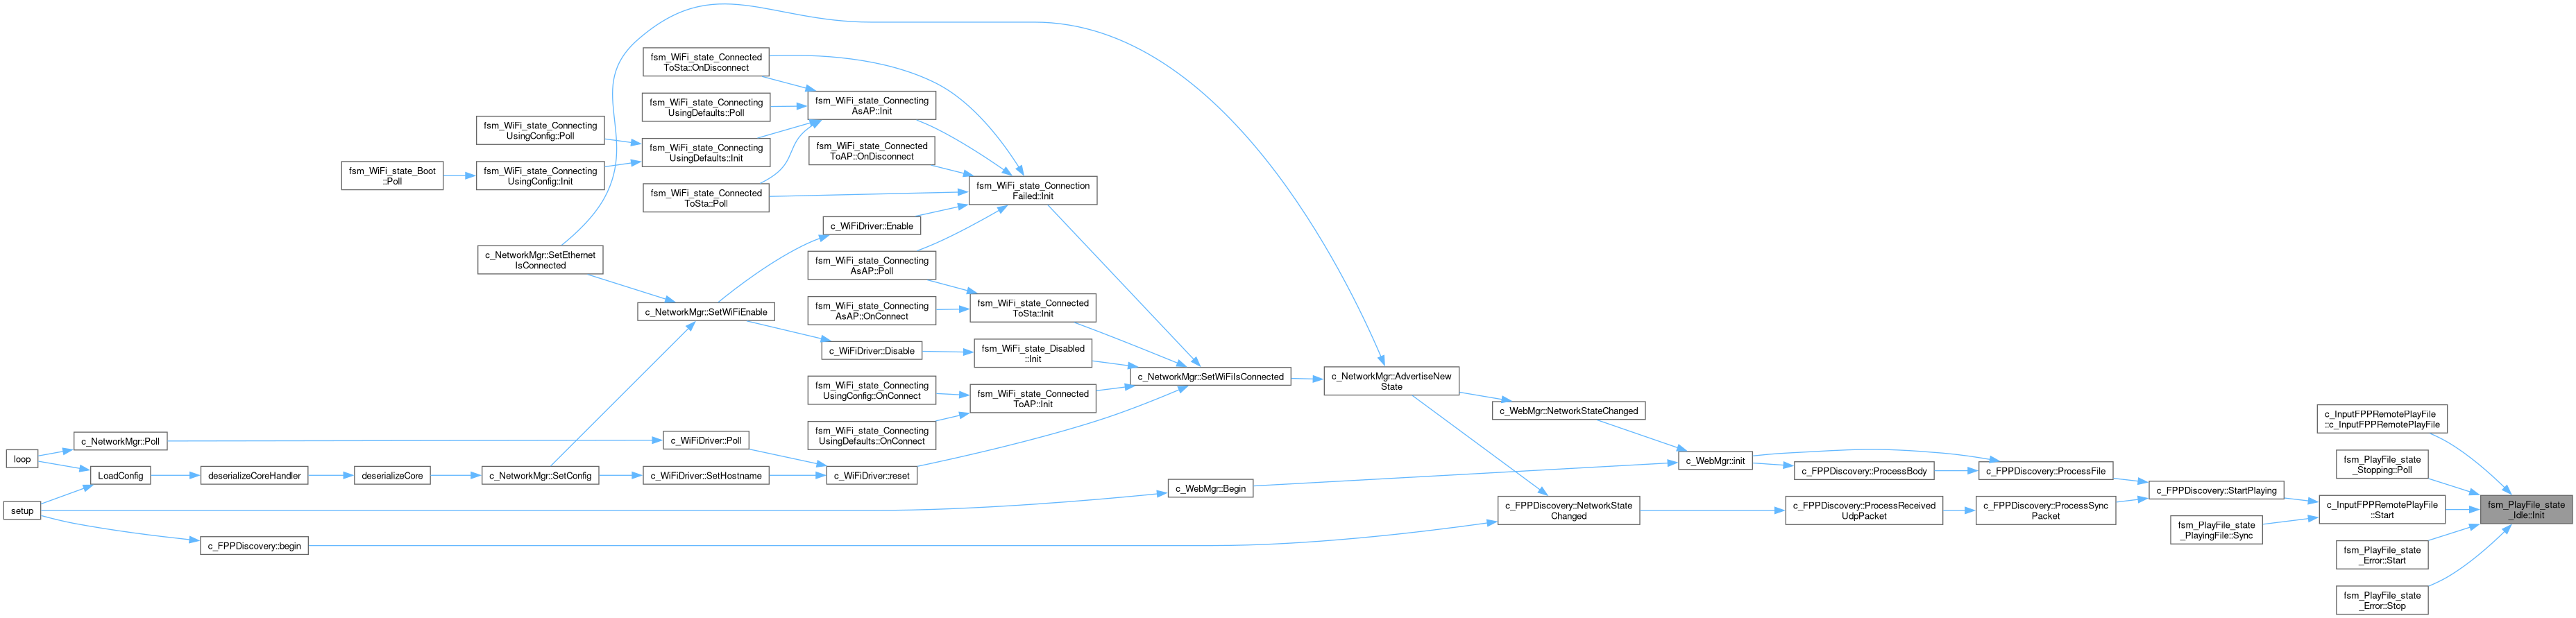 loop
setup
c_NetworkMgr::Poll
LoadConfig
c_FPPDiscovery::begin
deserializeCoreHandler
fsm_WiFi_state_Boot
::Poll
deserializeCore
fsm_WiFi_state_Connecting
UsingConfig::Poll
fsm_WiFi_state_Connecting
UsingConfig::Init
c_NetworkMgr::SetEthernet
IsConnected
c_NetworkMgr::SetConfig
fsm_WiFi_state_Connected
ToSta::OnDisconnect
fsm_WiFi_state_Connecting
UsingDefaults::Poll
fsm_WiFi_state_Connecting
UsingDefaults::Init
fsm_WiFi_state_Connected
ToSta::Poll
c_NetworkMgr::SetWiFiEnable
c_WiFiDriver::Poll
c_WiFiDriver::SetHostname
fsm_WiFi_state_Connecting
AsAP::Init
fsm_WiFi_state_Connected
ToAP::OnDisconnect
c_WiFiDriver::Enable
fsm_WiFi_state_Connecting
AsAP::Poll
fsm_WiFi_state_Connecting
AsAP::OnConnect
c_WiFiDriver::Disable
fsm_WiFi_state_Connecting
UsingConfig::OnConnect
fsm_WiFi_state_Connecting
UsingDefaults::OnConnect
c_WiFiDriver::reset
fsm_WiFi_state_Connection
Failed::Init
fsm_WiFi_state_Connected
ToSta::Init
fsm_WiFi_state_Disabled
::Init
fsm_WiFi_state_Connected
ToAP::Init
c_NetworkMgr::SetWiFiIsConnected
c_WebMgr::Begin
c_NetworkMgr::AdvertiseNew
State
c_WebMgr::NetworkStateChanged
c_FPPDiscovery::NetworkState
Changed
c_WebMgr::init
c_FPPDiscovery::ProcessBody
c_FPPDiscovery::ProcessReceived
UdpPacket
c_FPPDiscovery::ProcessFile
c_FPPDiscovery::ProcessSync
Packet
c_FPPDiscovery::StartPlaying
fsm_PlayFile_state
_PlayingFile::Sync
c_InputFPPRemotePlayFile
::c_InputFPPRemotePlayFile
fsm_PlayFile_state
_Stopping::Poll
c_InputFPPRemotePlayFile
::Start
fsm_PlayFile_state
_Error::Start
fsm_PlayFile_state
_Error::Stop
fsm_PlayFile_state
_Idle::Init